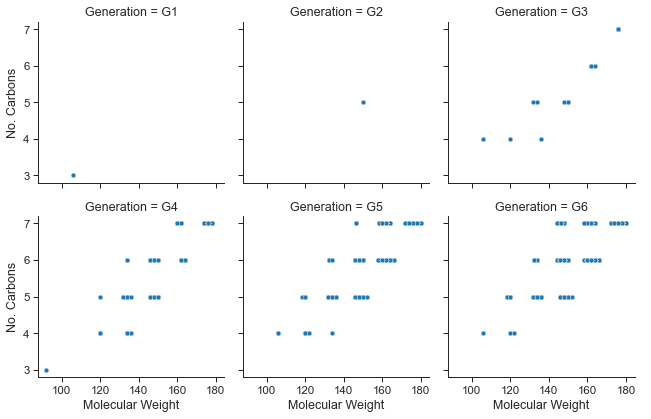 Generation = G1
Generation = G2
Generation = G3
7
6
5
4
3
No. Carbons
Generation = G4
Generation = G5
Generation = G6
7
6
5
4
3
No. Carbons
100 120 140 160 180
100 120 140 160 180
100 120 140 160 180
Molecular Weight
Molecular Weight
Molecular Weight